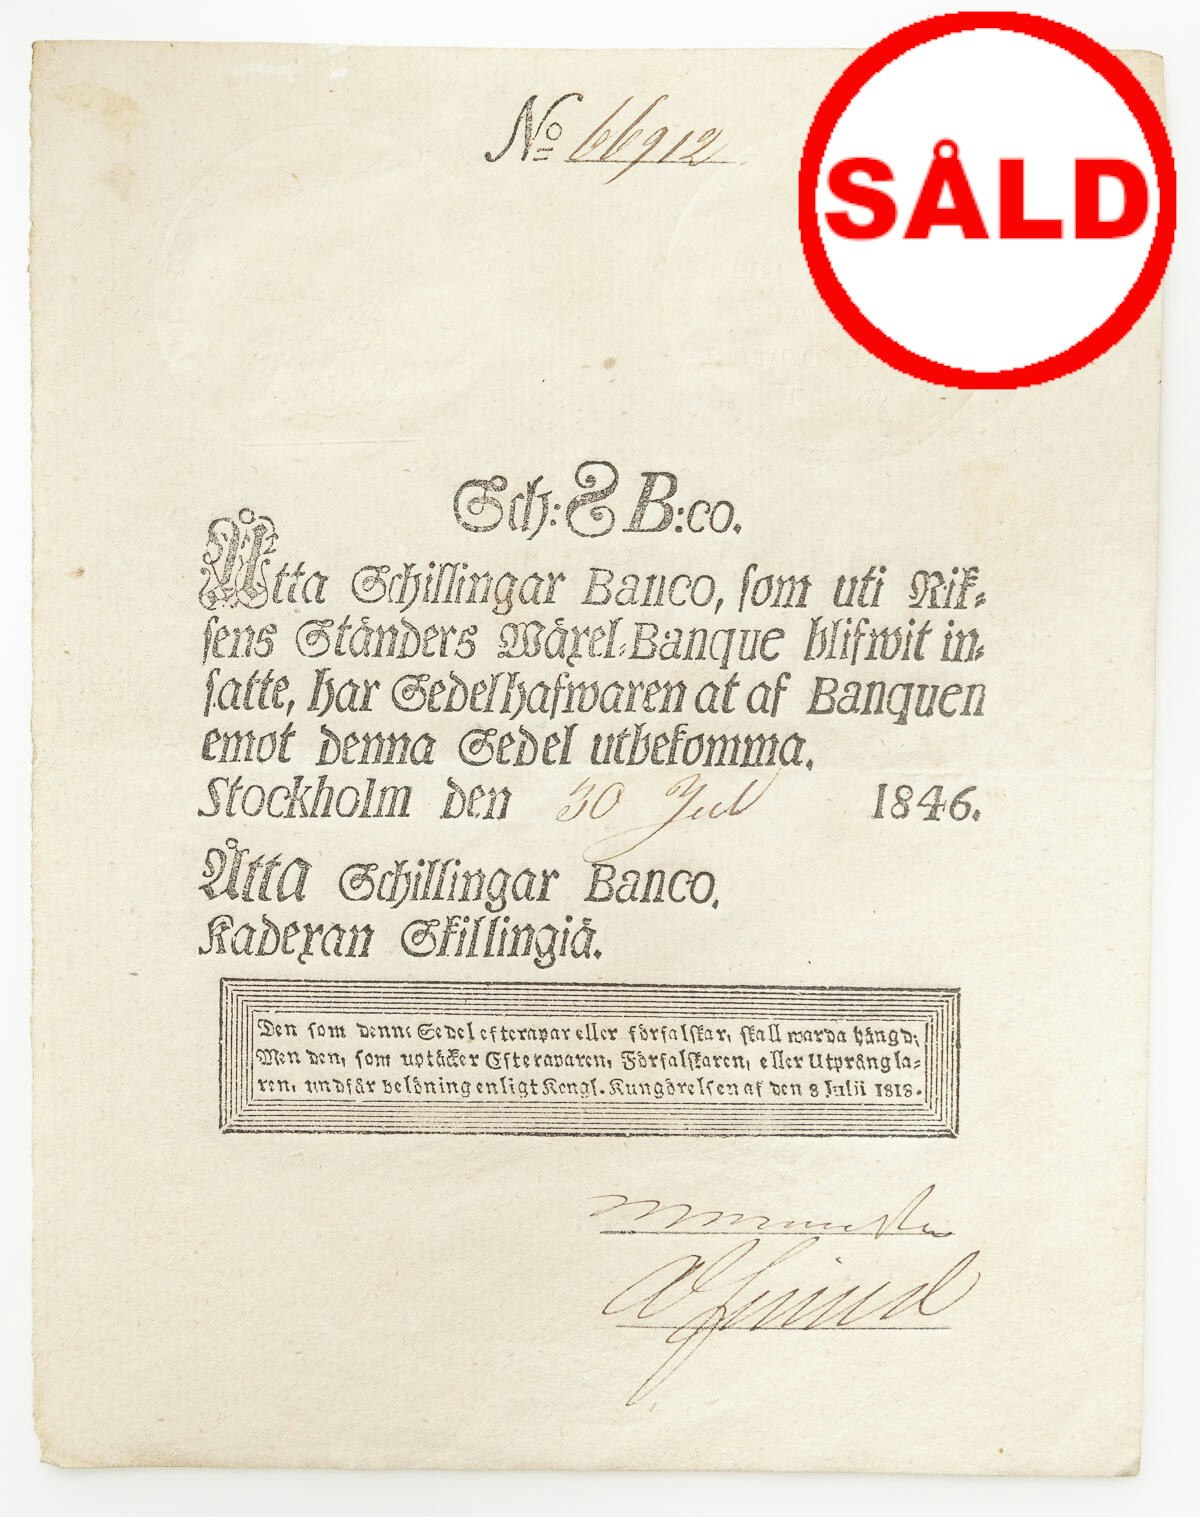 No 66912
SÅLD
Sch: 8 B:co.
Åtta Schillingar Banco, som uti Rik-
sens Ständers Wäxel-Banque blifwit in-
satte, har Sedelhafwaren at af Banquen
emot denna Sedel utbekomma.
Stockholm den 30 Jul 1846.
Åtta Schillingar Banco.
Kadexan Skillingiä.
Den som denne Sedel efterapar eller förfalskar, skall warda hängd;
Men den, som uptäcker Efteraparen, Förfalskaren, eller Utprångla-
ren, undfår belöning enligt Kongl. Kungörelsen af den 8 Julii 1818.